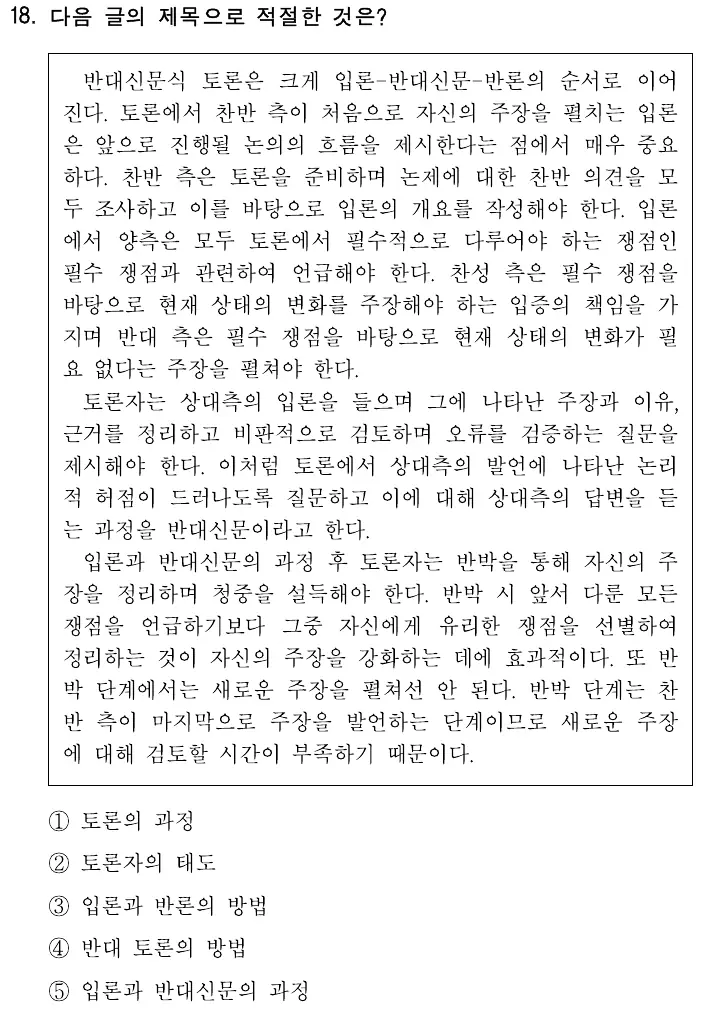 18. 다음 글의 제목으로 적절한 것은?
반대신문식 토론은 크게 입론-반대신문-반론의 순서로 이어
진다. 토론에서 찬반 측이 처음으로 자신의 주장을 펼치는 입론
은 앞으로 진행될 논의의 흐름을 제시한다는 점에서 매우 중요
하다. 찬반 측은 토론을 준비하며 논제에 대한 찬반 의견을 모
두 조사하고 이를 바탕으로 입론의 개요를 작성해야 한다. 입론
에서 양측은 모두 토론에서 필수적으로 다루어야 하는 쟁점인
필수 쟁점과 관련하여 언급해야 한다. 찬성 측은 필수 쟁점을
바탕으로 현재 상태의 변화를 주장해야 하는 입증의 책임을 가
지며 반대 측은 필수 쟁점을 바탕으로 현재 상태의 변화가 필
요 없다는 주장을 펼쳐야 한다.
토론자는 상대측의 입론을 들으며 그에 나타난 주장과 이유,
근거를 정리하고 비판적으로 검토하며 오류를 검증하는 질문을
제시해야 한다. 이처럼 토론에서 상대측의 발언에 나타난 논리
적 허점이 드러나도록 질문하고 이에 대해 상대측의 답변을 듣
는 과정을 반대신문이라고 한다.
입론과 반대신문의 과정 후 토론자는 반박을 통해 자신의 주
장을 정리하며 청중을 설득해야 한다. 반박 시 앞서 다룬 모든
쟁점을 언급하기보다 그중 자신에게 유리한 쟁점을 선별하여
정리하는 것이 자신의 주장을 강화하는 데에 효과적이다. 또 반
박 단계에서는 새로운 주장을 펼쳐선 안 된다. 반박 단계는 찬
반 측이 마지막으로 주장을 발언하는 단계이므로 새로운 주장
에 대해 검토할 시간이 부족하기 때문이다.
① 토론의 과정
② 토론자의 태도
③ 입론과 반론의 방법
④ 반대 토론의 방법
⑤ 입론과 반대신문의 과정